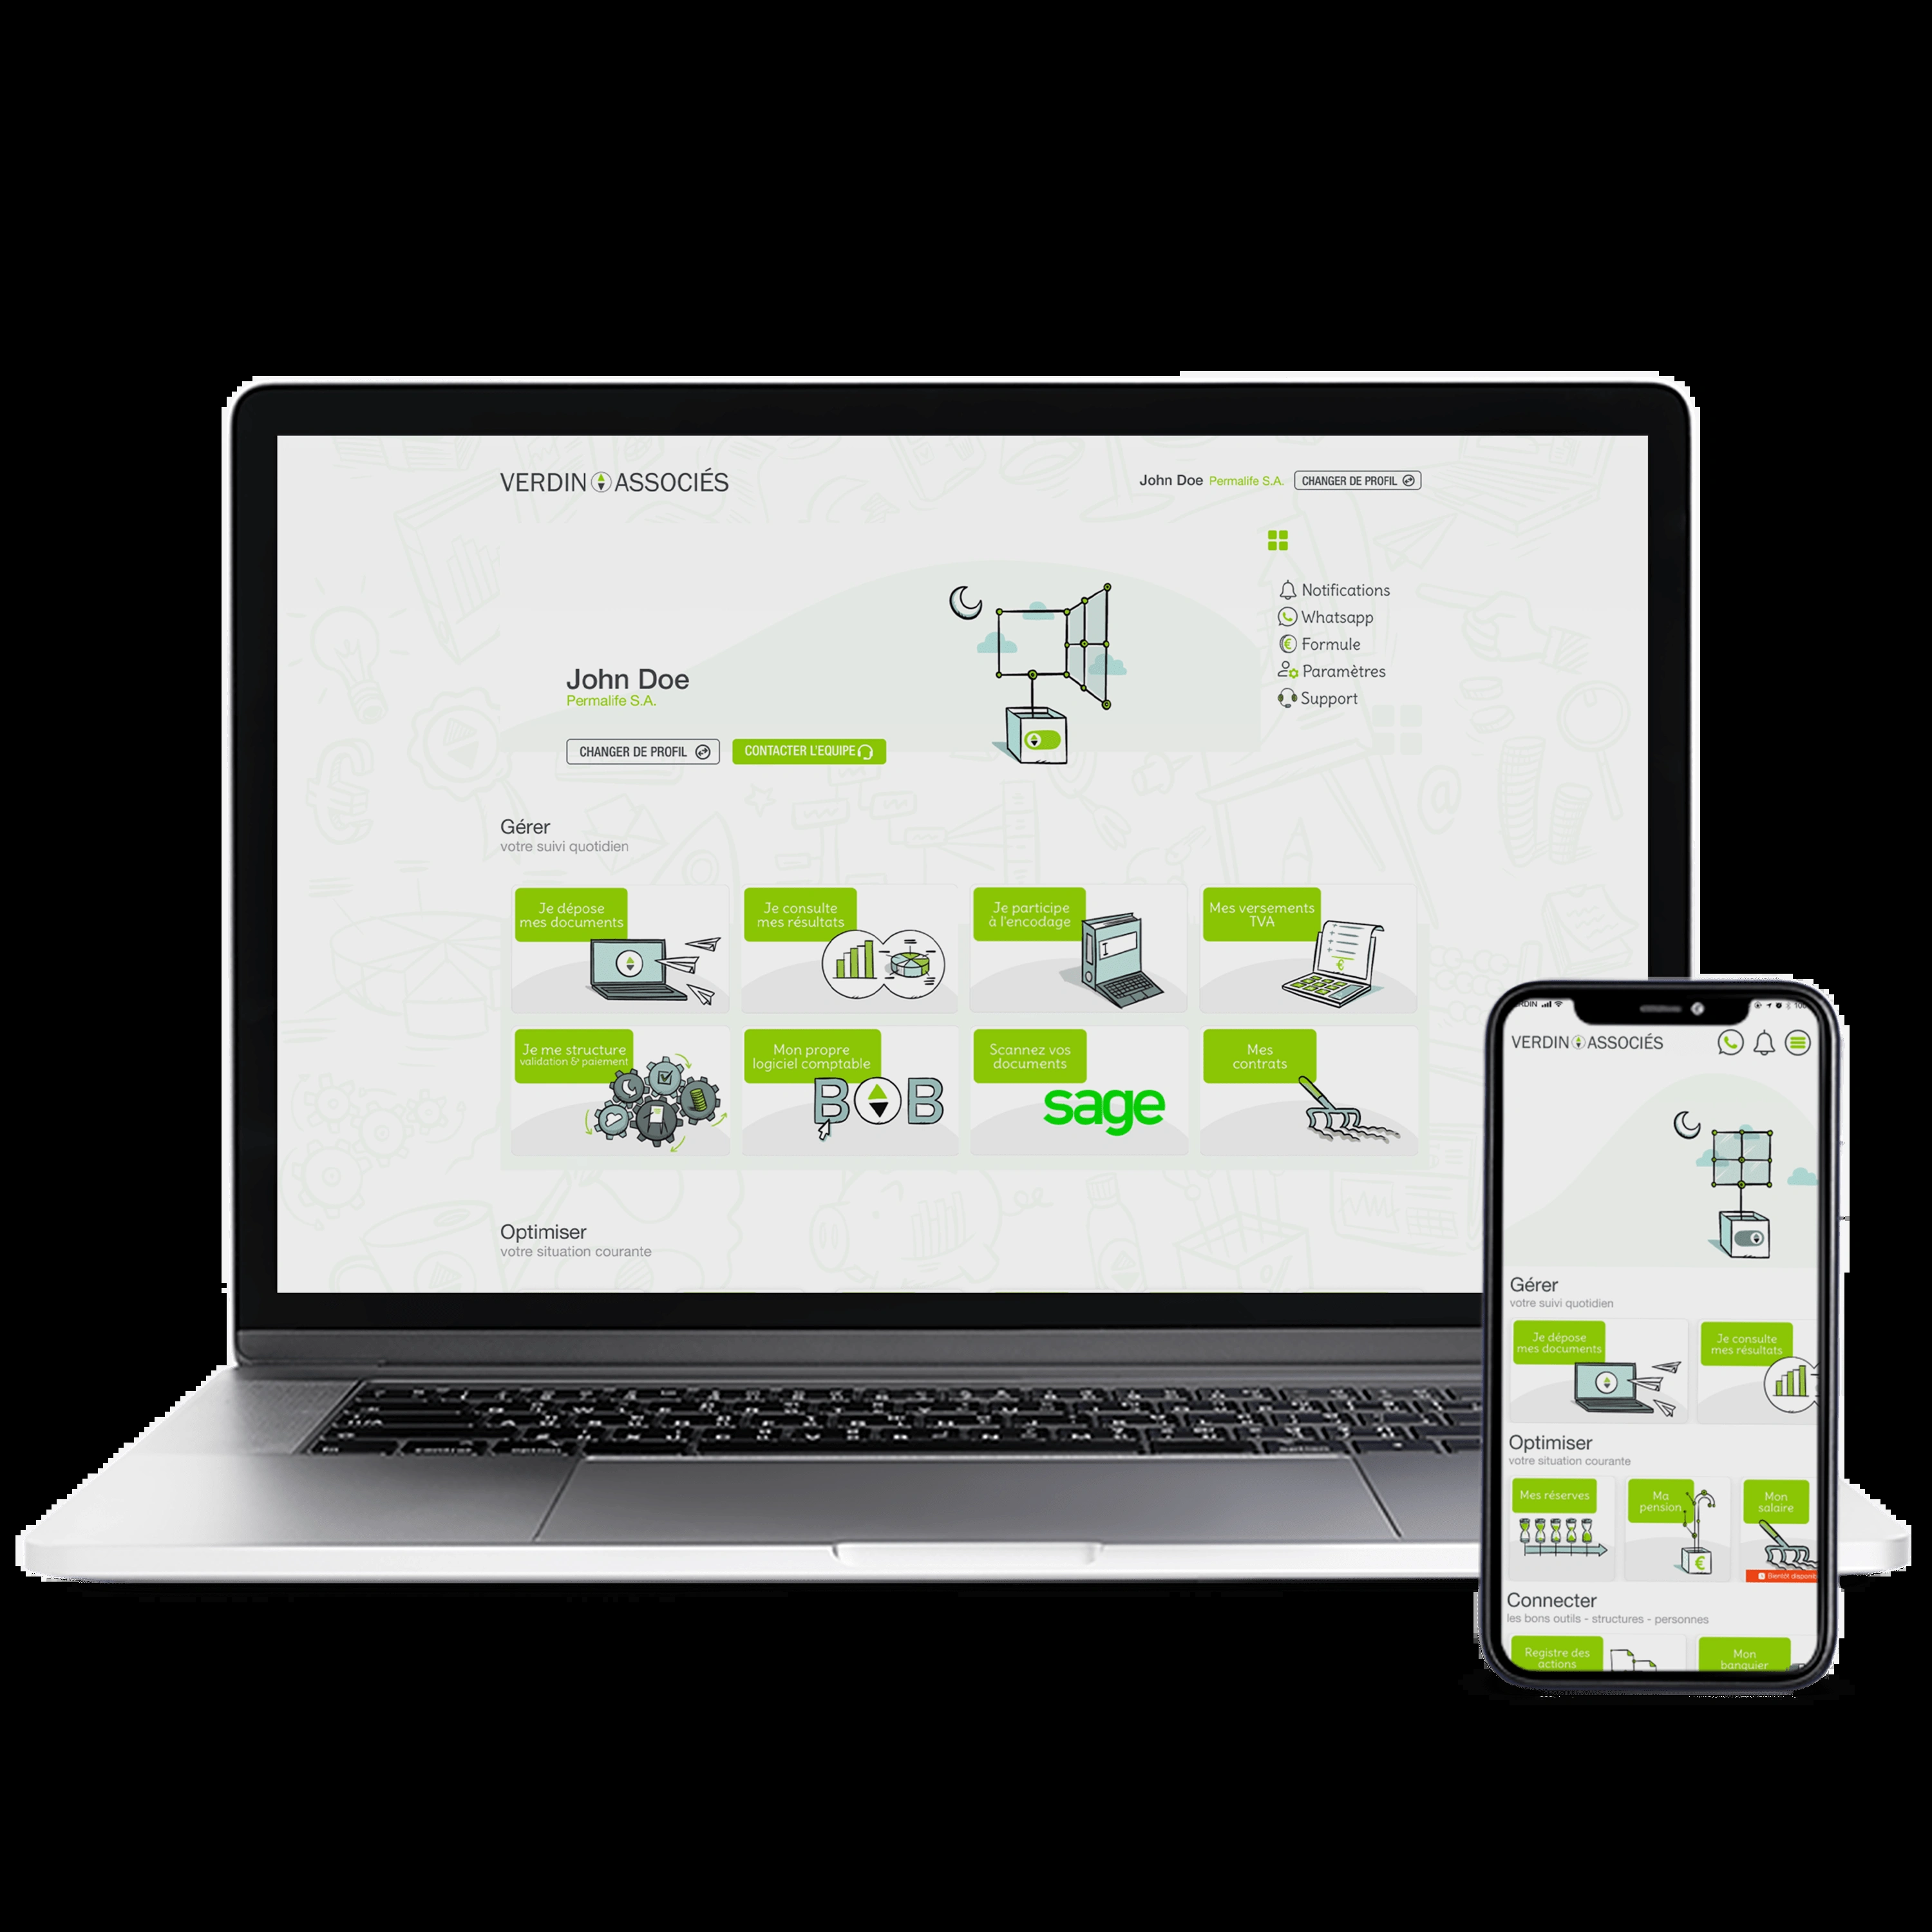 VERDIN ASSOCIÉS
John Doe Permalife S.A. CHANGER DE PROFIL
Notifications
Whatsapp
Formule
Paramètres
Support
John Doe
Permalife S.A.
CHANGER DE PROFIL
CONTACTER L'EQUIPE
Gérer
votre suivi quotidien
Je dépose
mes documents
Je consulte
mes résultats
Je participe
à l'encodage
Mes versements
TVA
Je me structure
validation & paiement
Mon propre
logiciel comptable
BOB
Scannez vos
documents
sage
Mes
contrats
Optimiser
votre situation courante
VERDIN ASSOCIÉS
Gérer
votre suivi quotidien
Je dépose
mes documents
Je consulte
mes résultats
Optimiser
votre situation courante
Mes réserves
Ma
pension
Mon
salaire
Bientôt
Connecter
les bons outils - structures - personnes
Registre des
actions
Mon
banquier